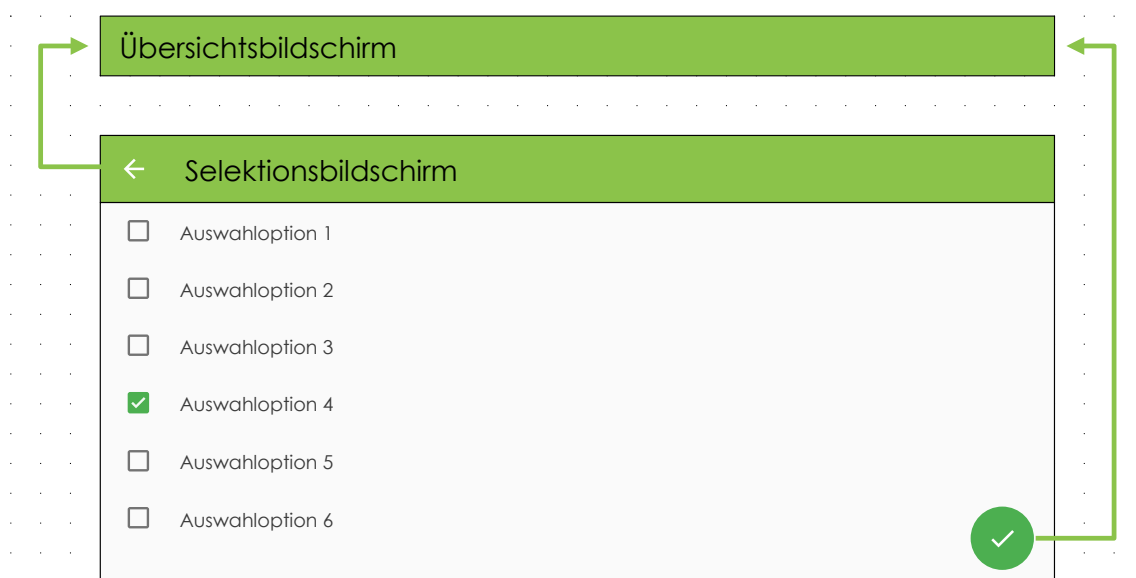 Übersichtsbildschirm
Selektionsbildschirm
Auswahloption 1
Auswahloption 2
Auswahloption 3
Auswahloption 4
Auswahloption 5
Auswahloption 6